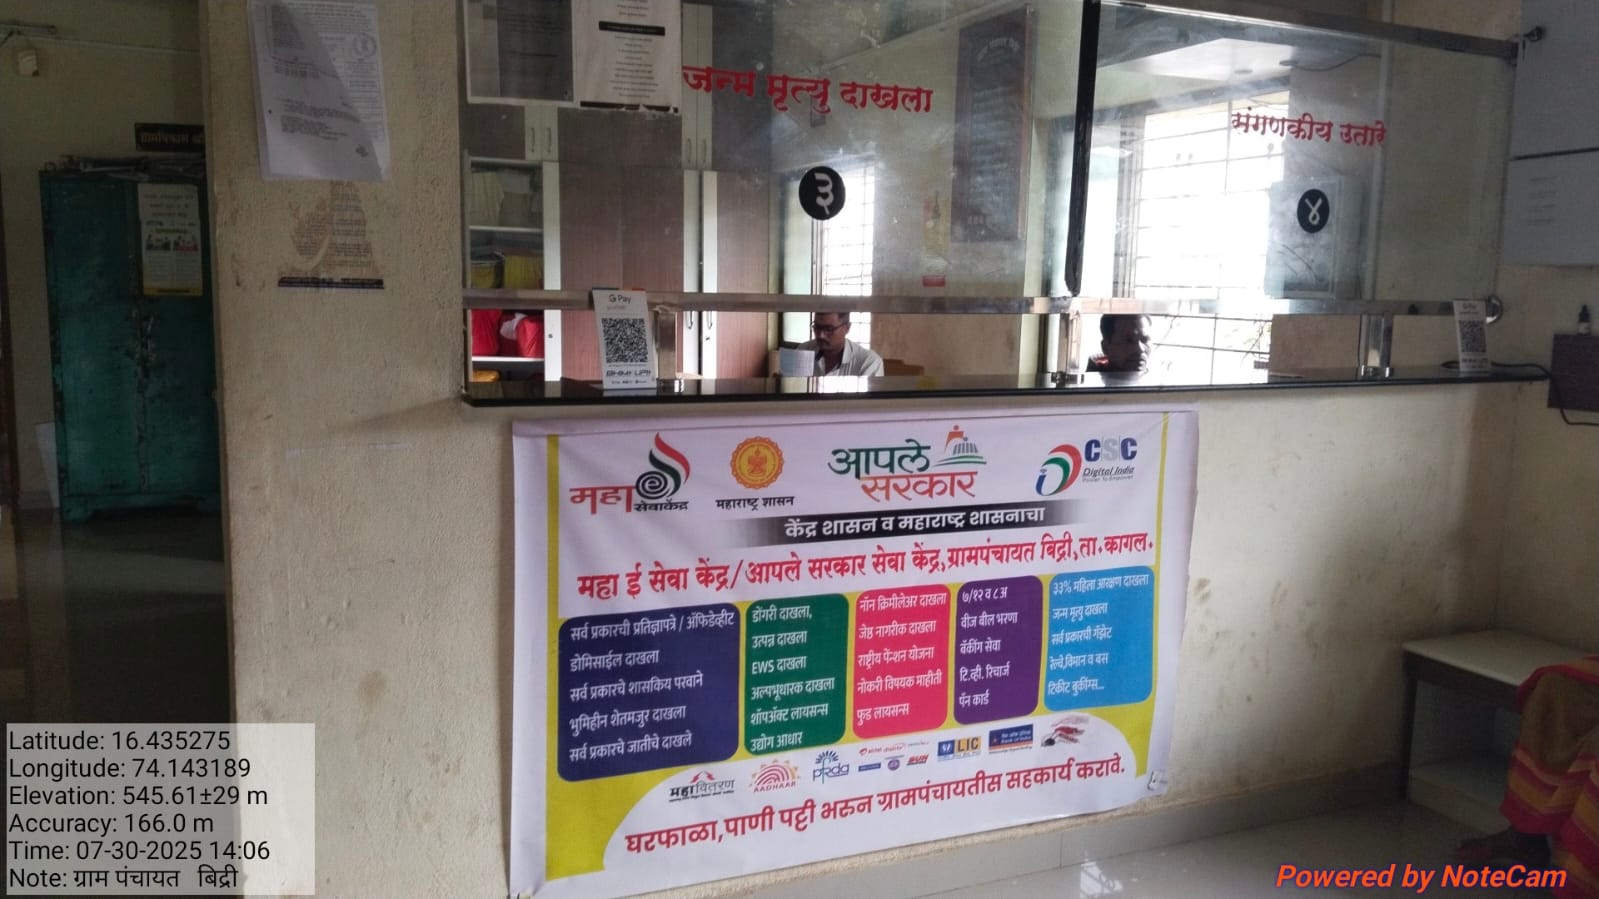 ग्रामविकास
जन्म मृत्यु दाखला
संगणकीय उतारे
३
४
G Pay
BHIM UPI
महा
ई सेवाकेंद्र
महाराष्ट्र शासन
आपले
सरकार
CSC
Digital India
Power To Empower
केंद्र शासन व महाराष्ट्र शासनाचा
महा ई सेवा केंद्र/आपले सरकार सेवा केंद्र,ग्रामपंचायत बिद्री,ता.कागल.
सर्व प्रकारची प्रतिज्ञापत्रे / ॲफिडेव्हीट
डोमिसाईल दाखला
सर्व प्रकारचे शासकिय परवाने
भुमिहीन शेतमजुर दाखला
सर्व प्रकारचे जातीचे दाखले
डोंगरी दाखला,
उत्पन्न दाखला
EWS दाखला
अल्पभूधारक दाखला
शॉपॲक्ट लायसन्स
उद्योग आधार
नॉन क्रिमीलेअर दाखला
जेष्ठ नागरीक दाखला
राष्ट्रीय पेंन्शन योजना
नोकरी विषयक माहीती
फुड लायसन्स
७/१२ व ८अ
वीज बील भरणा
बॅकींग सेवा
टि.व्ही. रिचार्ज
पॅन कार्ड
३३% महिला आरक्षण दाखला
जन्म मृत्यु दाखला
सर्व प्रकारची गॅझेट
रेल्वे,विमान व बस
टिकीट बुकींग्स...
महावितरण
AADHAAR
pfrda
SUN
LIC
घरफाळा,पाणी पट्टी भरुन ग्रामपंचायतीस सहकार्य करावे.
Latitude: 16.435275
Longitude: 74.143189
Elevation: 545.61±29 m
Accuracy: 166.0 m
Time: 07-30-2025 14:06
Note: ग्राम पंचायत बिद्री
Powered by NoteCam